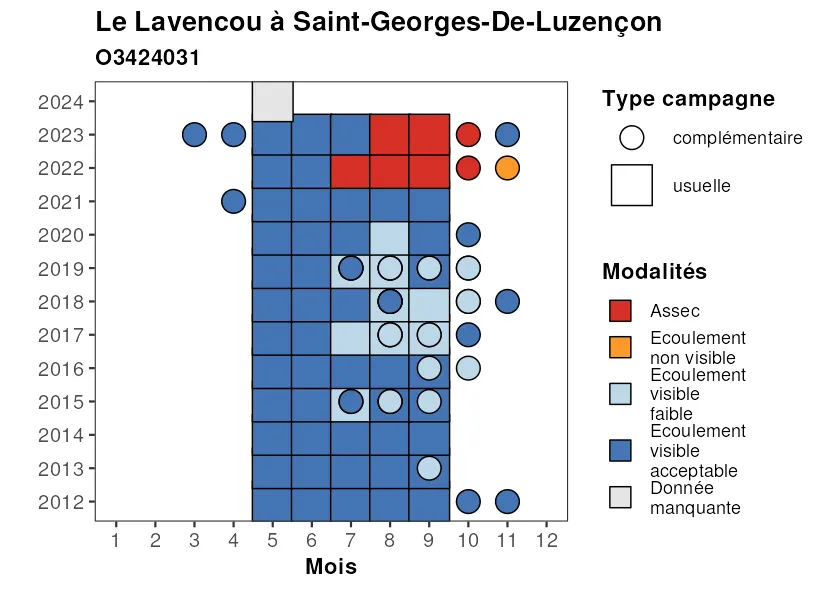 Le Lavencou à Saint-Georges-De-Luzençon
O3424031
2024
2023
2022
2021
2020
2019
2018
2017
2016
2015
2014
2013
2012
1 2 3 4 5 6 7 8 9 10 11 12
Mois
Type campagne
complémentaire
usuelle
Modalités
Assec
Ecoulement
non visible
Ecoulement
visible
faible
Ecoulement
visible
acceptable
Donnée
manquante